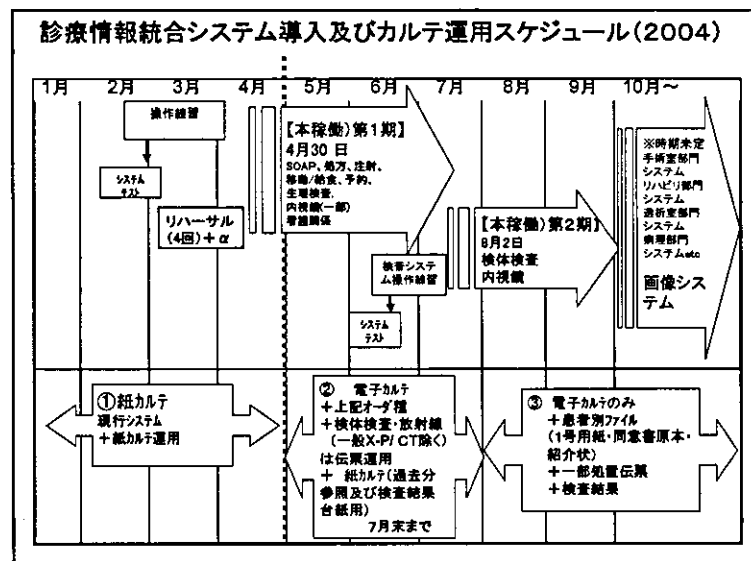 診療情報統合システム導入及びカルテ運用スケジュール(2004)
1月 2月 3月 4月 5月 6月 7月 8月 9月 10月～
操作練習
システム
テスト
リハーサル
(4回)+α
【本稼働)第1期】
4月30日
SOAP、処方、注射、
移動/給食、予約、
生理検査、
内視鏡(一部)
看護関係
検査システ
ム操作練習
システム
テスト
【本稼働)第2期】
8月2日
検体検査
内視鏡
※時期未定
手術室部門
システム
リハビリ部門
システム
透析室部門
システム
病理部門
システムetc
画像シス
テム
①紙カルテ
現行システム
+紙カルテ運用
② 電子カルテ
+上記オーダ種
+検体検査・放射線
(一般X-P/CT除く)
は伝票運用
+ 紙カルテ(過去分
参照及び検査結果
台紙用)
7月末まで
③ 電子カルテのみ
+患者別ファイル
(1号用紙・同意書原本・
紹介状)
+一部処置伝票
+検査結果